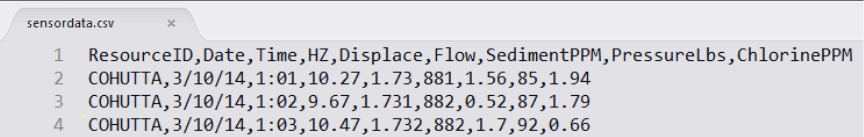 sensordata.csv ×
1 ResourceID,Date,Time,HZ,Displace,Flow,SedimentPPM,PressureLbs,ChlorinePPM
2 COHUTTA,3/10/14,1:01,10.27,1.73,881,1.56,85,1.94
3 COHUTTA,3/10/14,1:02,9.67,1.731,882,0.52,87,1.79
4 COHUTTA,3/10/14,1:03,10.47,1.732,882,1.7,92,0.66